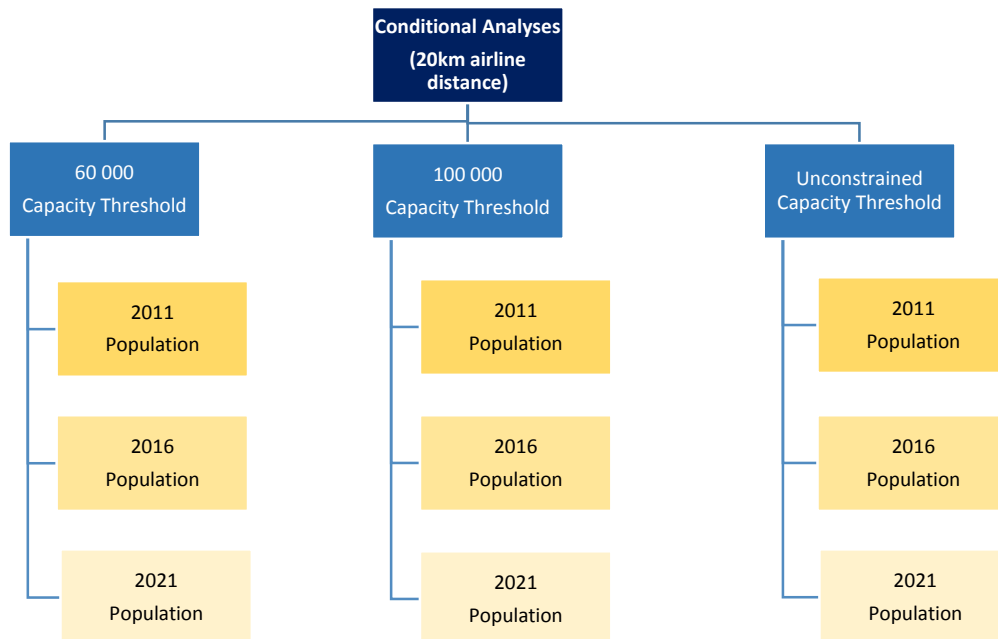 Conditional Analyses
(20km airline
distance)
60 000
Capacity Threshold
100 000
Capacity Threshold
Unconstrained
Capacity Threshold
2011
Population
2011
Population
2011
Population
2016
Population
2016
Population
2016
Population
2021
Population
2021
Population
2021
Population